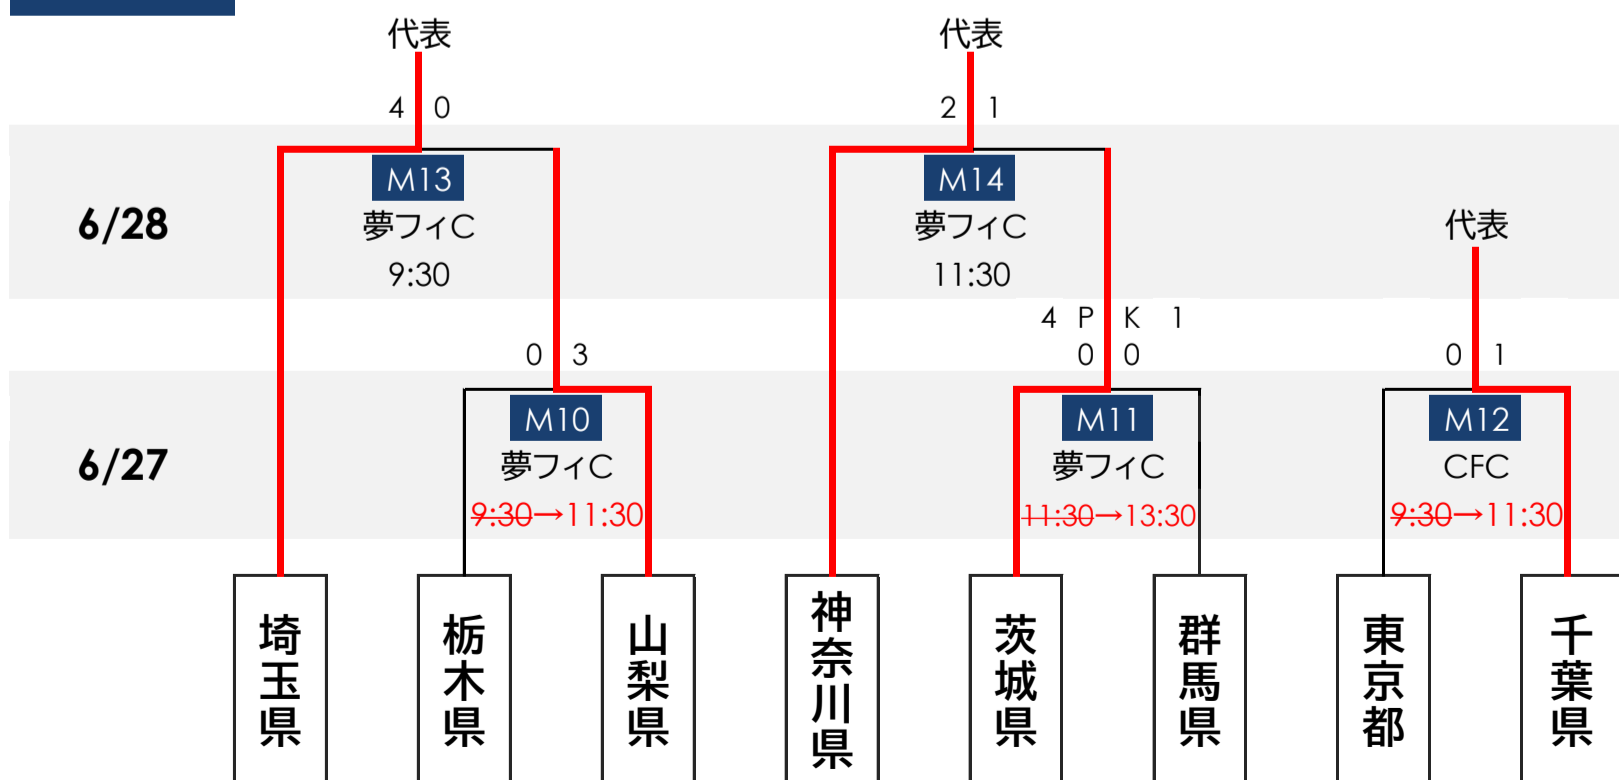 代表 代表
4 0 2 1
M13 M14
6/28 夢フィC 夢フィC 代表
9:30 11:30
4 P K 1
0 3 0 0 0 1
M10 M11 M12
6/27 夢フィC 夢フィC CFC
9:30→11:30 11:30→13:30 9:30→11:30
埼玉県
栃木県
山梨県
神奈川県
茨城県
群馬県
東京都
千葉県